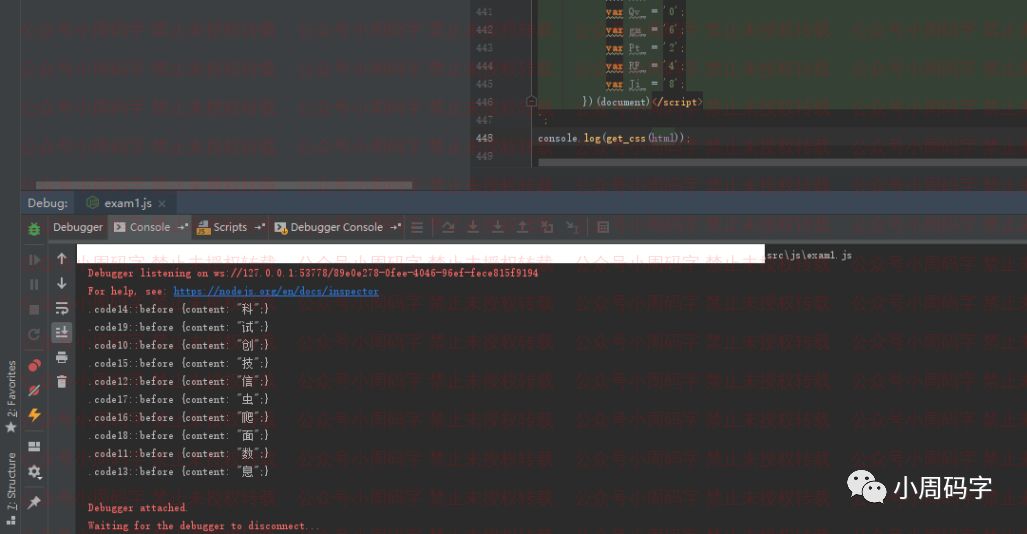 441 var Qv_ = '0';
442 var gm_ = '6';
443 var Pt_ = '2';
444 var RF_ = '4';
445 var Ji_ = '8';
446 })(document)</script>
447 `;
448 console.log(get_css(html));
449
Debug: exam1.js ×
Debugger Console Scripts Debugger Console
.src\js\exam1.js
Debugger listening on ws://127.0.0.1:53778/89e0e278-0fee-4046-96ef-fece815f9194
For help, see: https://nodejs.org/en/docs/inspector
.code14::before {content: "科";}
.code19::before {content: "试";}
.code10::before {content: "创";}
.code15::before {content: "技";}
.code12::before {content: "信";}
.code17::before {content: "虫";}
.code16::before {content: "爬";}
.code18::before {content: "面";}
.code11::before {content: "数";}
.code13::before {content: "息";}
Debugger attached.
Waiting for the debugger to disconnect...
2: Favorites
7: Structure
公众号小周码字 禁止未授权转载
小周码字